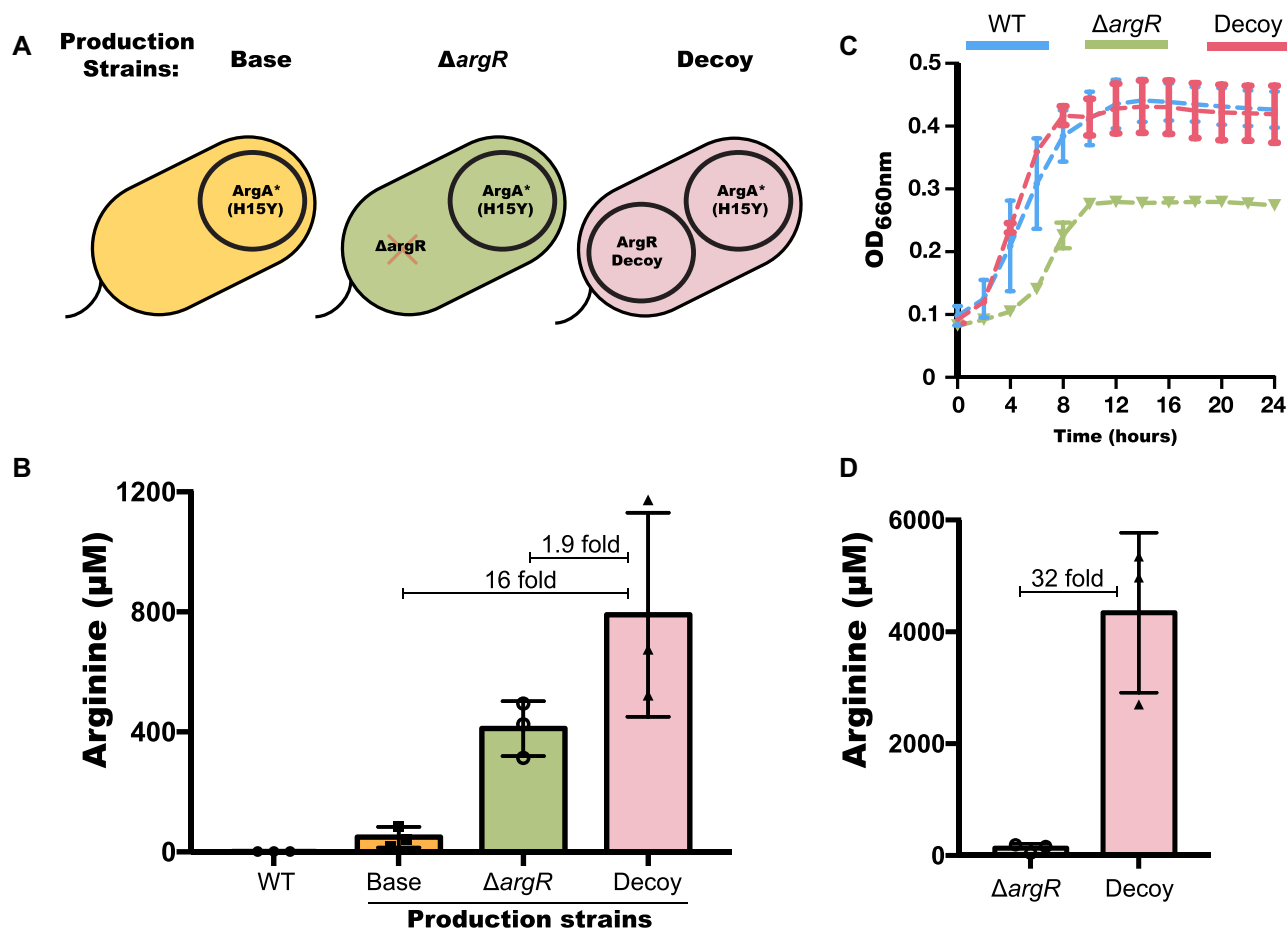 A
Production
Strains:
Base
ΔargR
Decoy
ArgA*
(H15Y)
ΔargR
ArgA*
(H15Y)
ArgR
Decoy
ArgA*
(H15Y)
C
WT
ΔargR
Decoy
0.5
0.4
0.3
0.2
0.1
0
OD660nm
0 4 8 12 16 20 24
Time (hours)
B
1200
800
400
0
Arginine (μM)
1.9 fold
16 fold
WT Base ΔargR Decoy
Production strains
D
6000
4000
2000
0
Arginine (μM)
32 fold
ΔargR Decoy